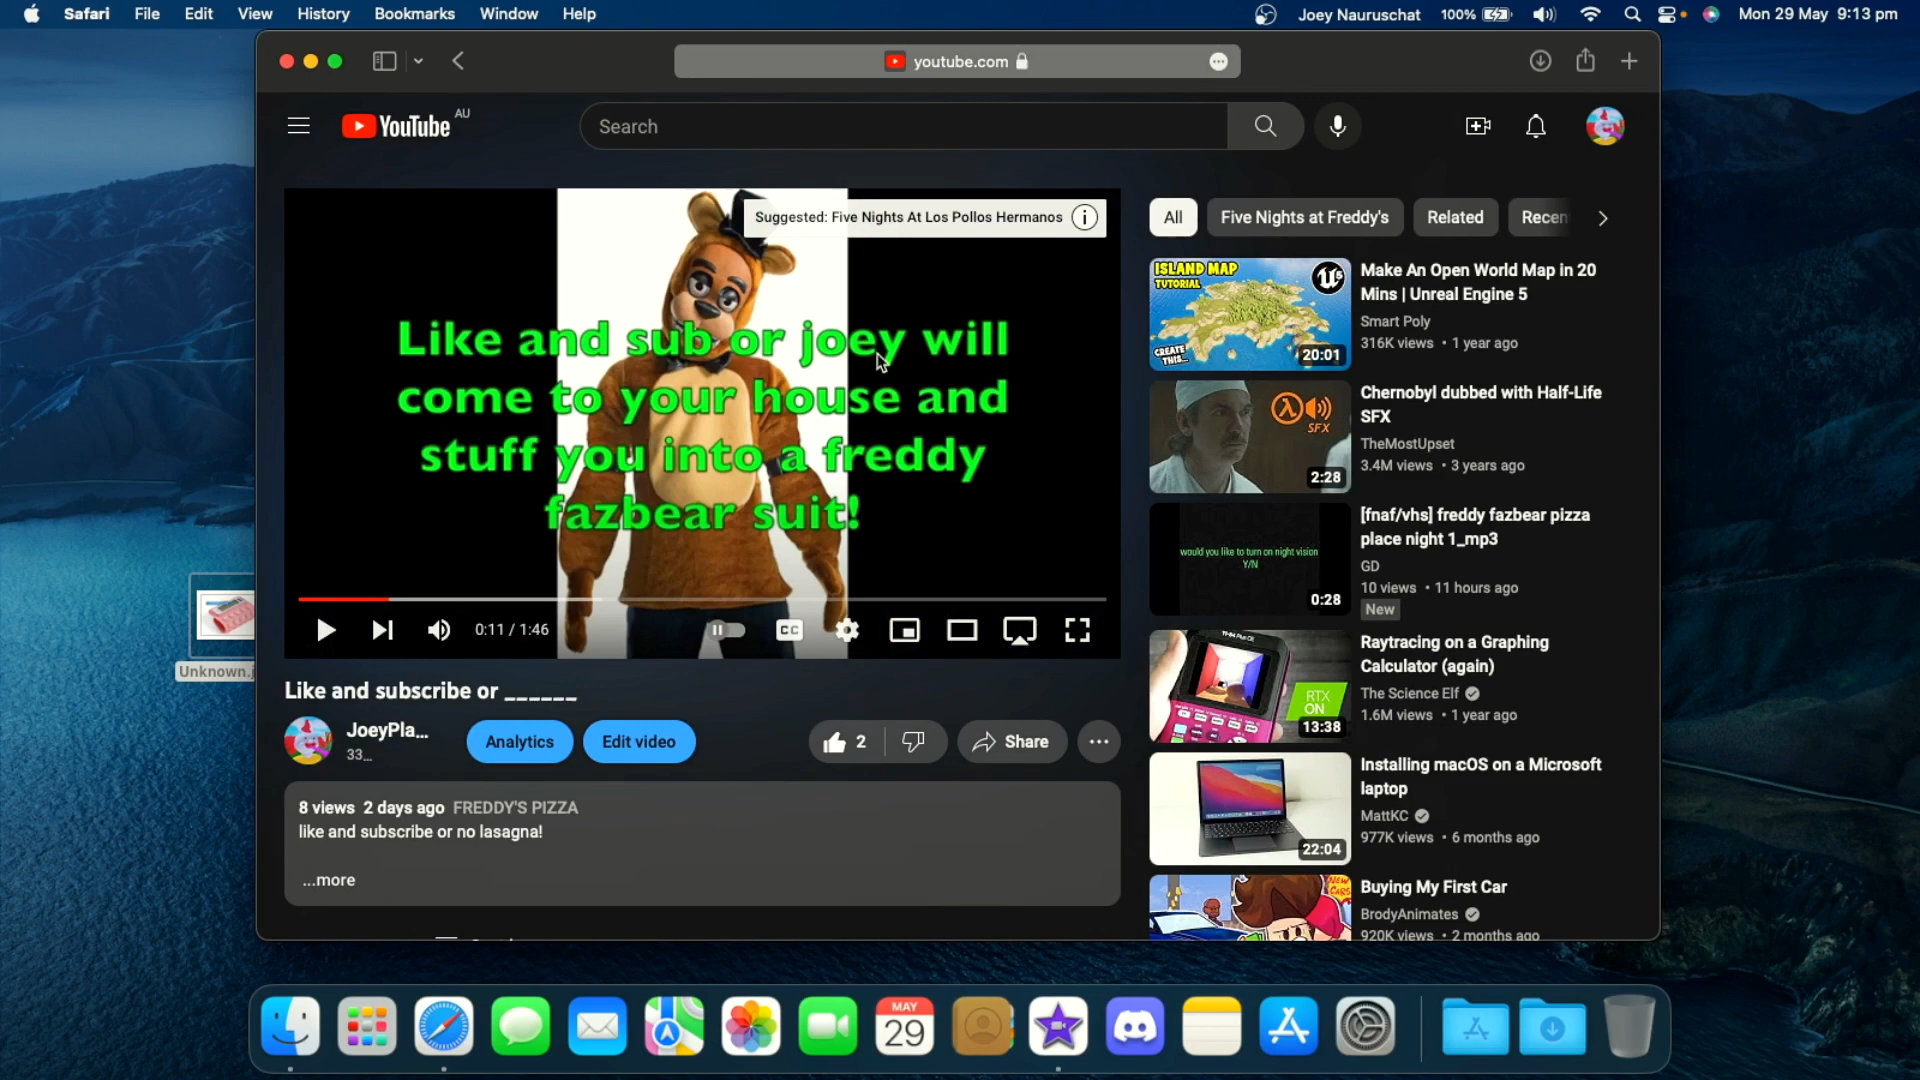 Safari File Edit View History Bookmarks Window Help
Joey Nauruschat 100% Mon 29 May 9:13 pm
youtube.com
YouTube AU
Search
Suggested: Five Nights At Los Pollos Hermanos
Like and sub or joey will
come to your house and
stuff you into a freddy
fazbear suit!
0:11 / 1:46
CC
Like and subscribe or ______
JoeyPla...
33...
Analytics
Edit video
2
Share
8 views 2 days ago FREDDY'S PIZZA
like and subscribe or no lasagna!
...more
All
Five Nights at Freddy's
Related
Recen
ISLAND MAP
TUTORIAL
CREATE
THIS...
20:01
Make An Open World Map in 20
Mins | Unreal Engine 5
Smart Poly
316K views • 1 year ago
SFX
2:28
Chernobyl dubbed with Half-Life
SFX
TheMostUpset
3.4M views • 3 years ago
would you like to turn on night vision
Y/N
0:28
[fnaf/vhs] freddy fazbear pizza
place night 1_mp3
GD
10 views • 11 hours ago
New
RTX
ON
13:38
Raytracing on a Graphing
Calculator (again)
The Science Elf
1.6M views • 1 year ago
22:04
Installing macOS on a Microsoft
laptop
MattKC
977K views • 6 months ago
NEW
CARS
Buying My First Car
BrodyAnimates
920K views • 2 months ago
Unknown.j
MAY
29